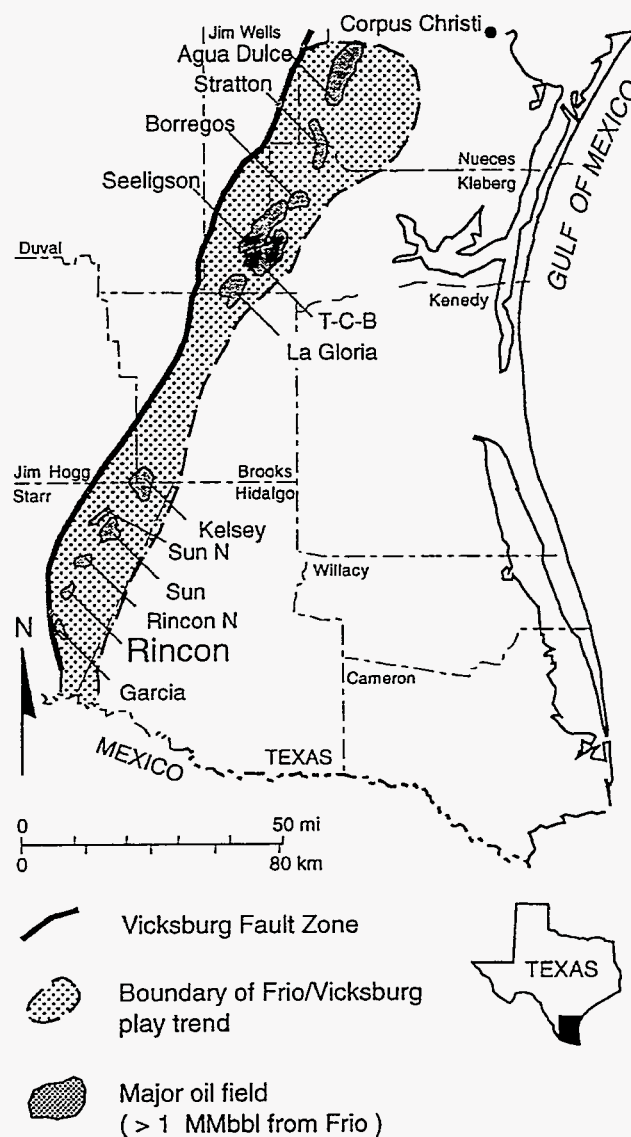 Corpus Christi
Jim Wells
Agua Dulce
Stratton
Borregos
Nueces
Kleberg
Seeligson
GULF OF MEXICO
Duval
Kenedy
T-C-B
La Gloria
Jim Hogg
Starr
Brooks
Hidalgo
Kelsey
Sun N
Willacy
Sun
Rincon N
N
Rincon
Cameron
Garcia
MEXICO
TEXAS
0 50 mi
0 80 km
Vicksburg Fault Zone
TEXAS
Boundary of Frio/Vicksburg
play trend
Major oil field
( > 1 MMbbl from Frio )